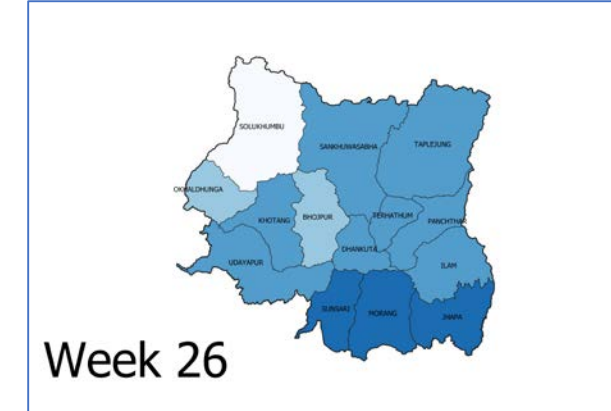 SOLUKHUMBU
SANKHUWASABHA
TAPLEJUNG
OKHALDHUNGA
KHOTANG
BHOJPUR
TERHATHUM
PANCHTHAR
DHANKUTA
UDAYAPUR
ILAM
SUNSARI
MORANG
JHAPA
Week 26